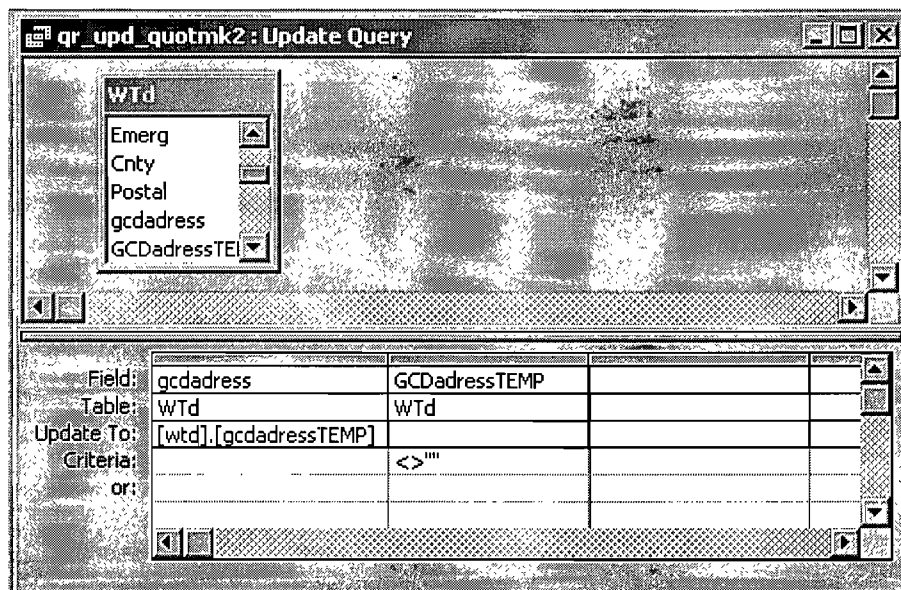 qr_upd_quotmk2 : Update Query
WTd
Emerg
Cnty
Postal
gcdadress
GCDadressTEI
Field: gcdadress GCDadressTEMP
Table: WTd WTd
Update To: [wtd].[gcdadressTEMP]
Criteria: <>""
or: